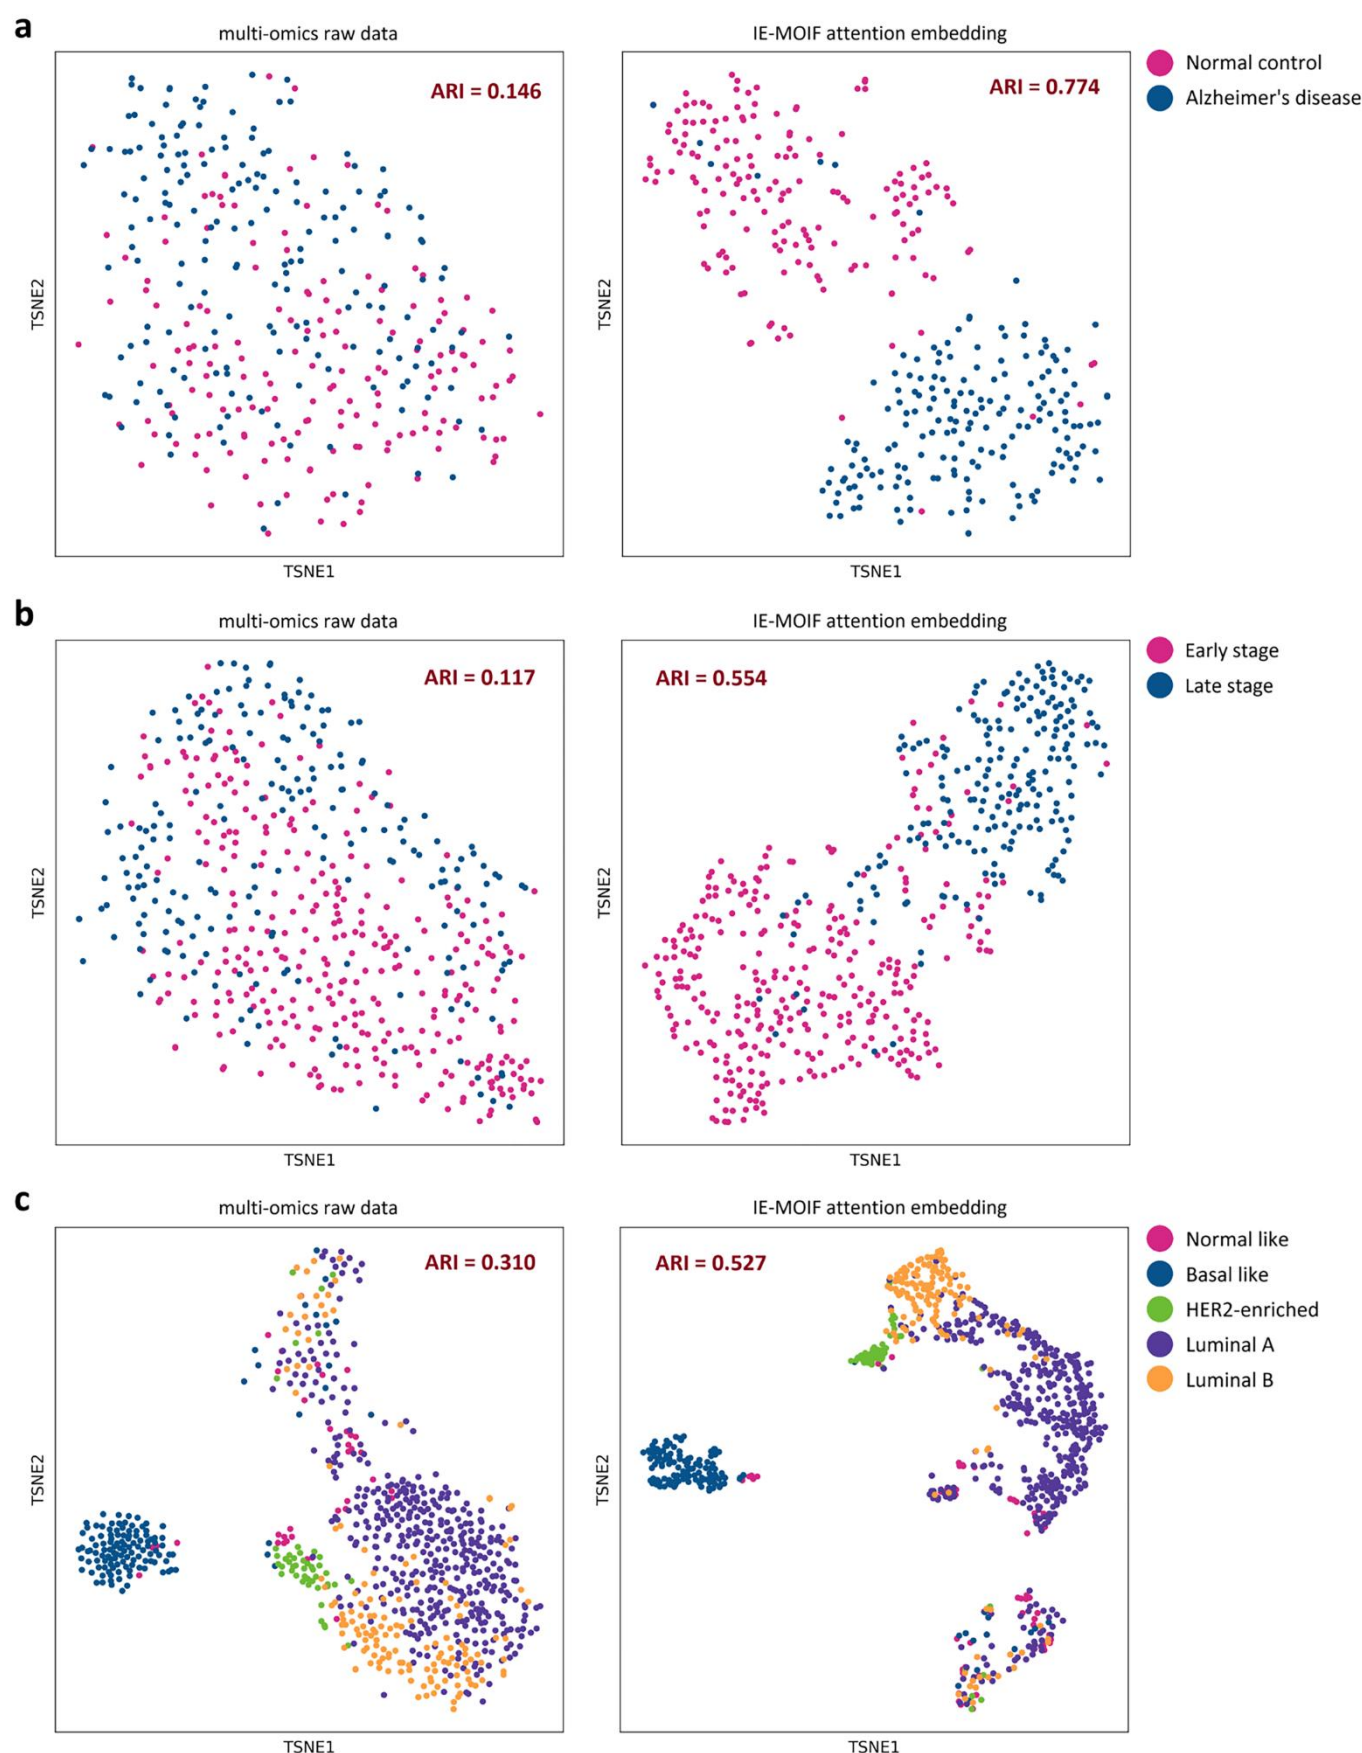 a
multi-omics raw data
IE-MOIF attention embedding
ARI = 0.146
ARI = 0.774
Normal control
Alzheimer's disease
TSNE2
TSNE2
TSNE1
TSNE1
b
multi-omics raw data
IE-MOIF attention embedding
ARI = 0.117
ARI = 0.554
Early stage
Late stage
TSNE2
TSNE2
TSNE1
TSNE1
c
multi-omics raw data
IE-MOIF attention embedding
ARI = 0.310
ARI = 0.527
Normal like
Basal like
HER2-enriched
Luminal A
Luminal B
TSNE2
TSNE2
TSNE1
TSNE1